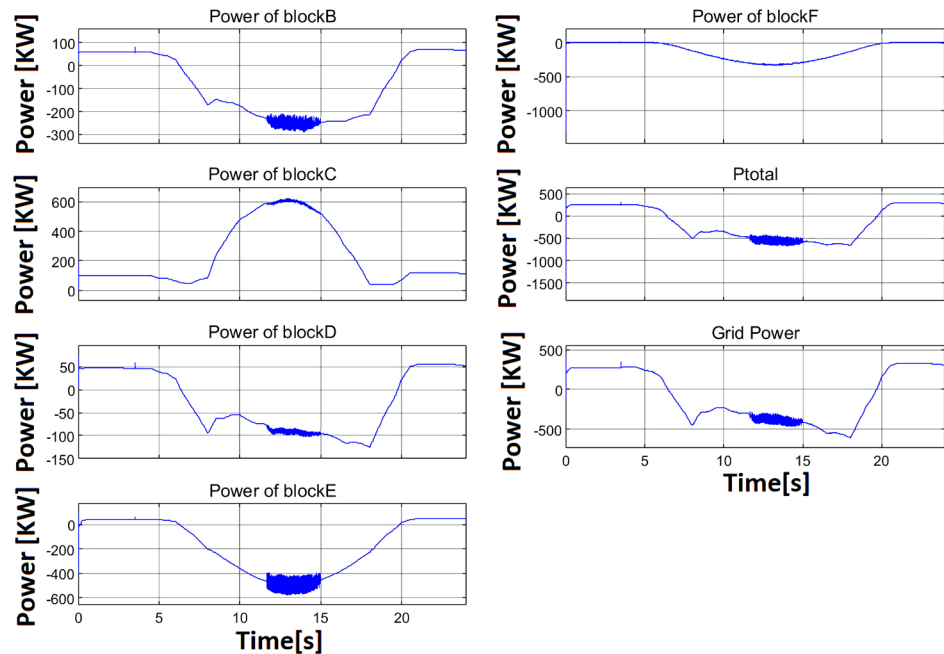 Power of blockB
Power [KW]
100
0
-100
-200
-300
Power of blockC
Power [KW]
600
400
200
0
Power of blockD
Power [KW]
50
0
-50
-100
-150
Power of blockE
Power [KW]
0
-200
-400
-600
0 5 10 15 20
Time[s]
Power of blockF
Power [KW]
0
-500
-1000
Ptotal
Power [KW]
500
0
-500
-1000
-1500
Grid Power
Power [KW]
500
0
-500
0 5 10 15 20
Time[s]